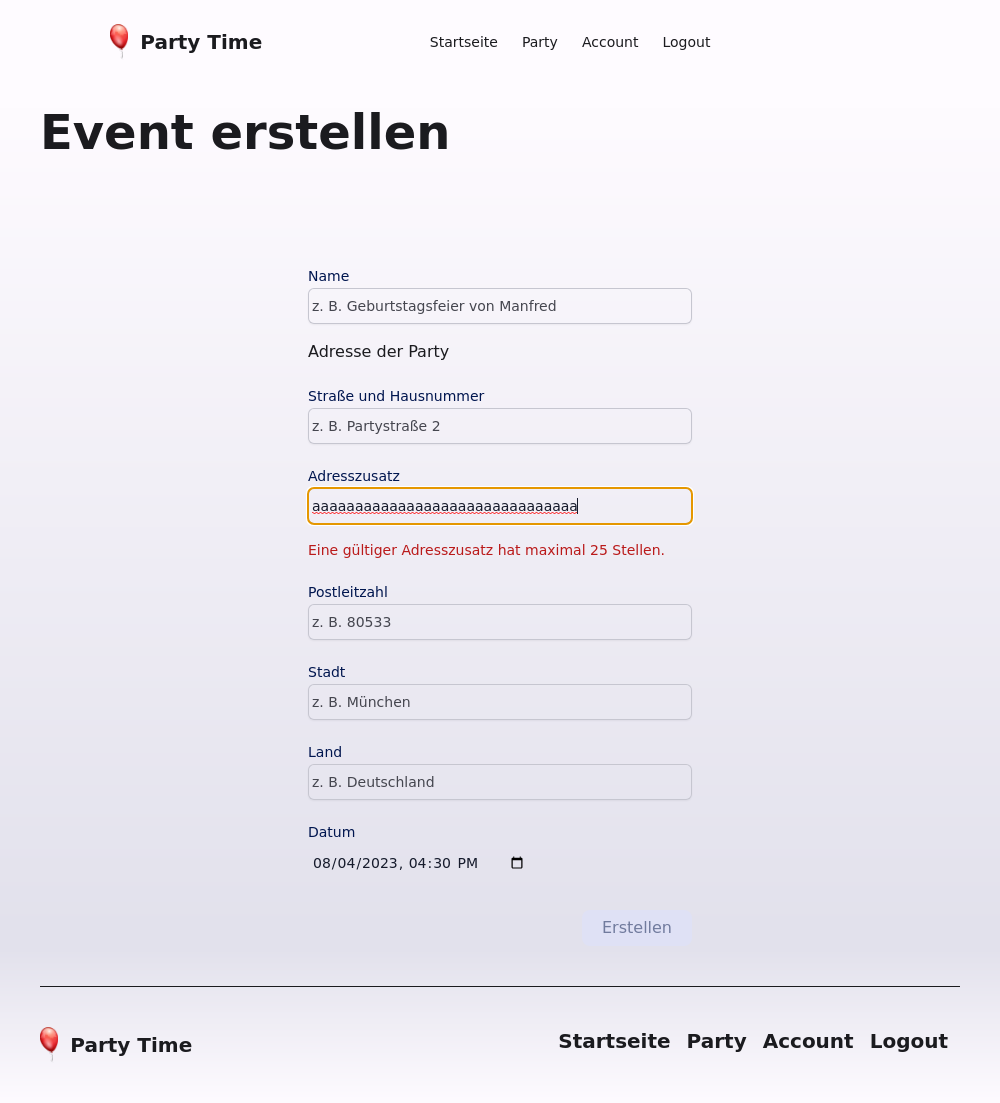 Party Time
Startseite Party Account Logout
Event erstellen
Name
z. B. Geburtstagsfeier von Manfred
Adresse der Party
Straße und Hausnummer
z. B. Partystraße 2
Adresszusatz
aaaaaaaaaaaaaaaaaaaaaaaaaaaaaaa
Eine gültiger Adresszusatz hat maximal 25 Stellen.
Postleitzahl
z. B. 80533
Stadt
z. B. München
Land
z. B. Deutschland
Datum
08/04/2023, 04:30 PM
Erstellen
Party Time
Startseite Party Account Logout